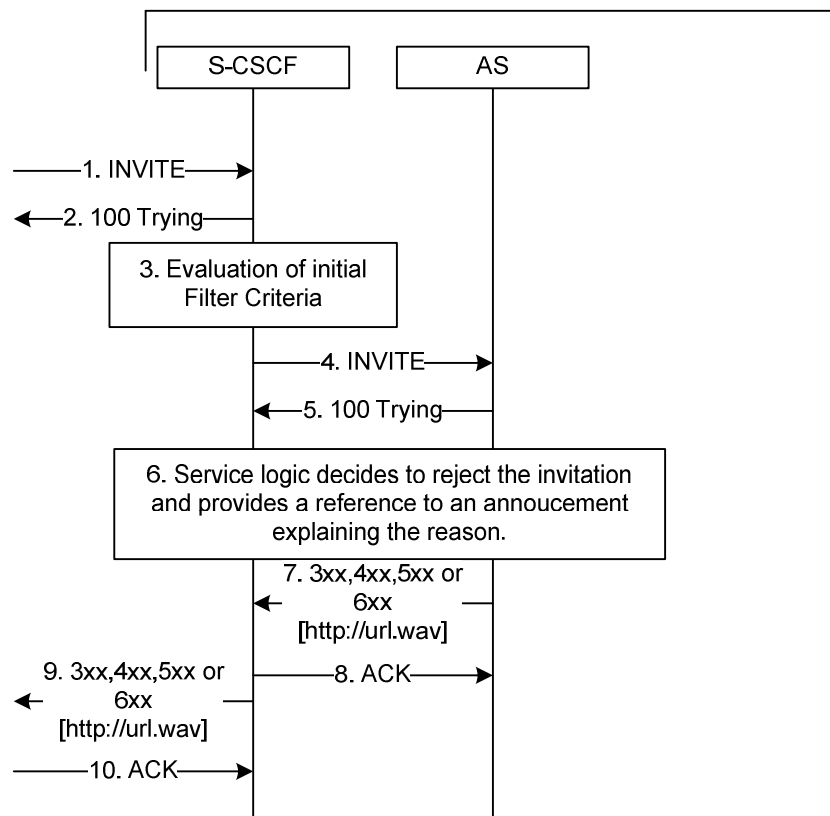 S-CSCF
AS
1. INVITE
2. 100 Trying
3. Evaluation of initial
Filter Criteria
4. INVITE
5. 100 Trying
6. Service logic decides to reject the invitation
and provides a reference to an annoucement
explaining the reason.
7. 3xx,4xx,5xx or
6xx
[http://url.wav]
8. ACK
9. 3xx,4xx,5xx or
6xx
[http://url.wav]
10. ACK